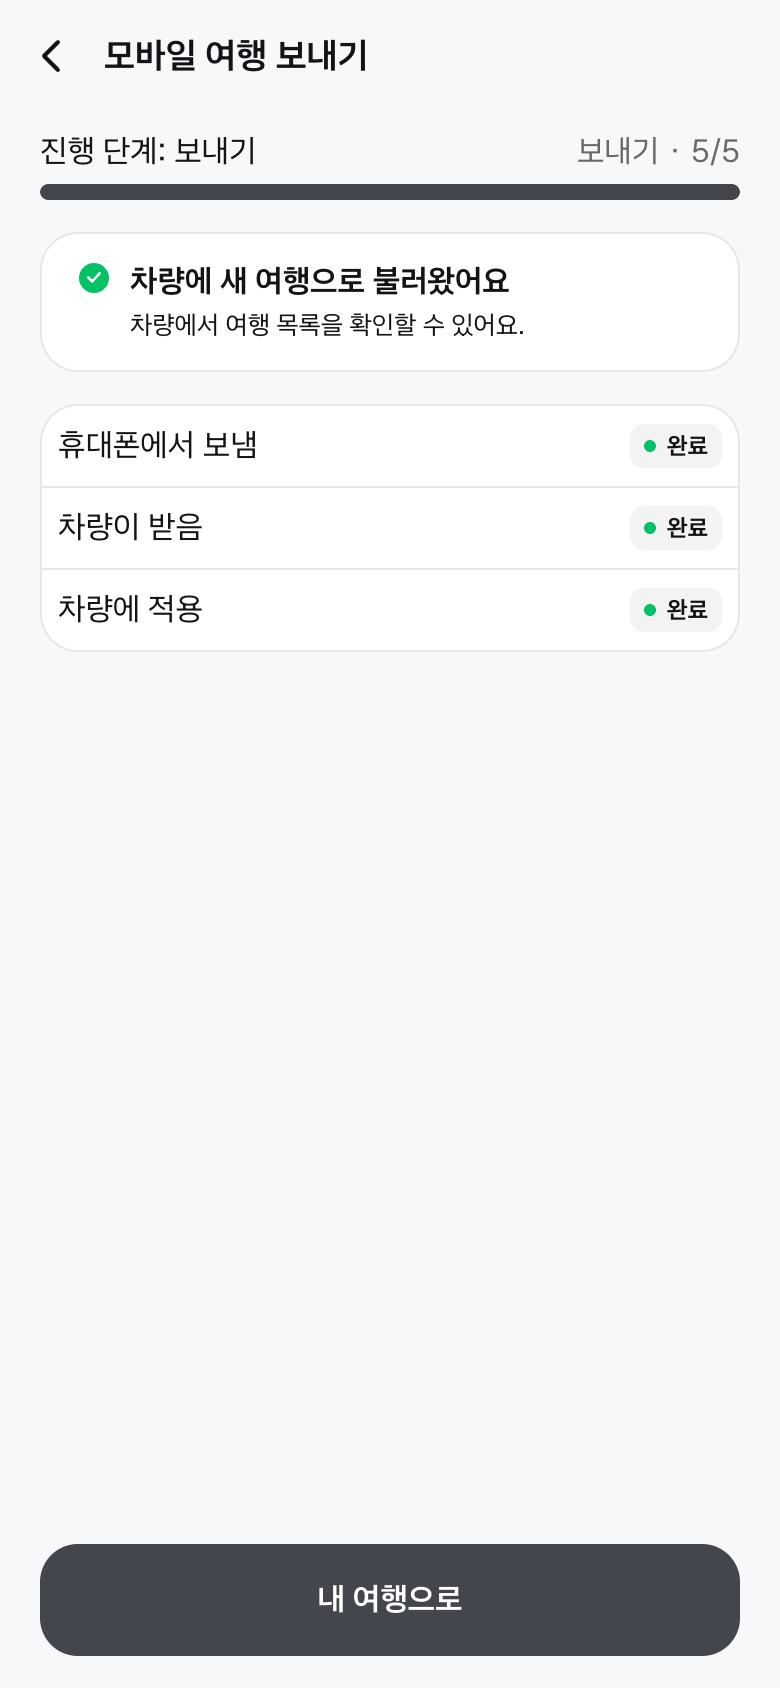 모바일 여행 보내기
진행 단계: 보내기
보내기 · 5/5
차량에 새 여행으로 불러왔어요
차량에서 여행 목록을 확인할 수 있어요.
휴대폰에서 보냄
완료
차량이 받음
완료
차량에 적용
완료
내 여행으로